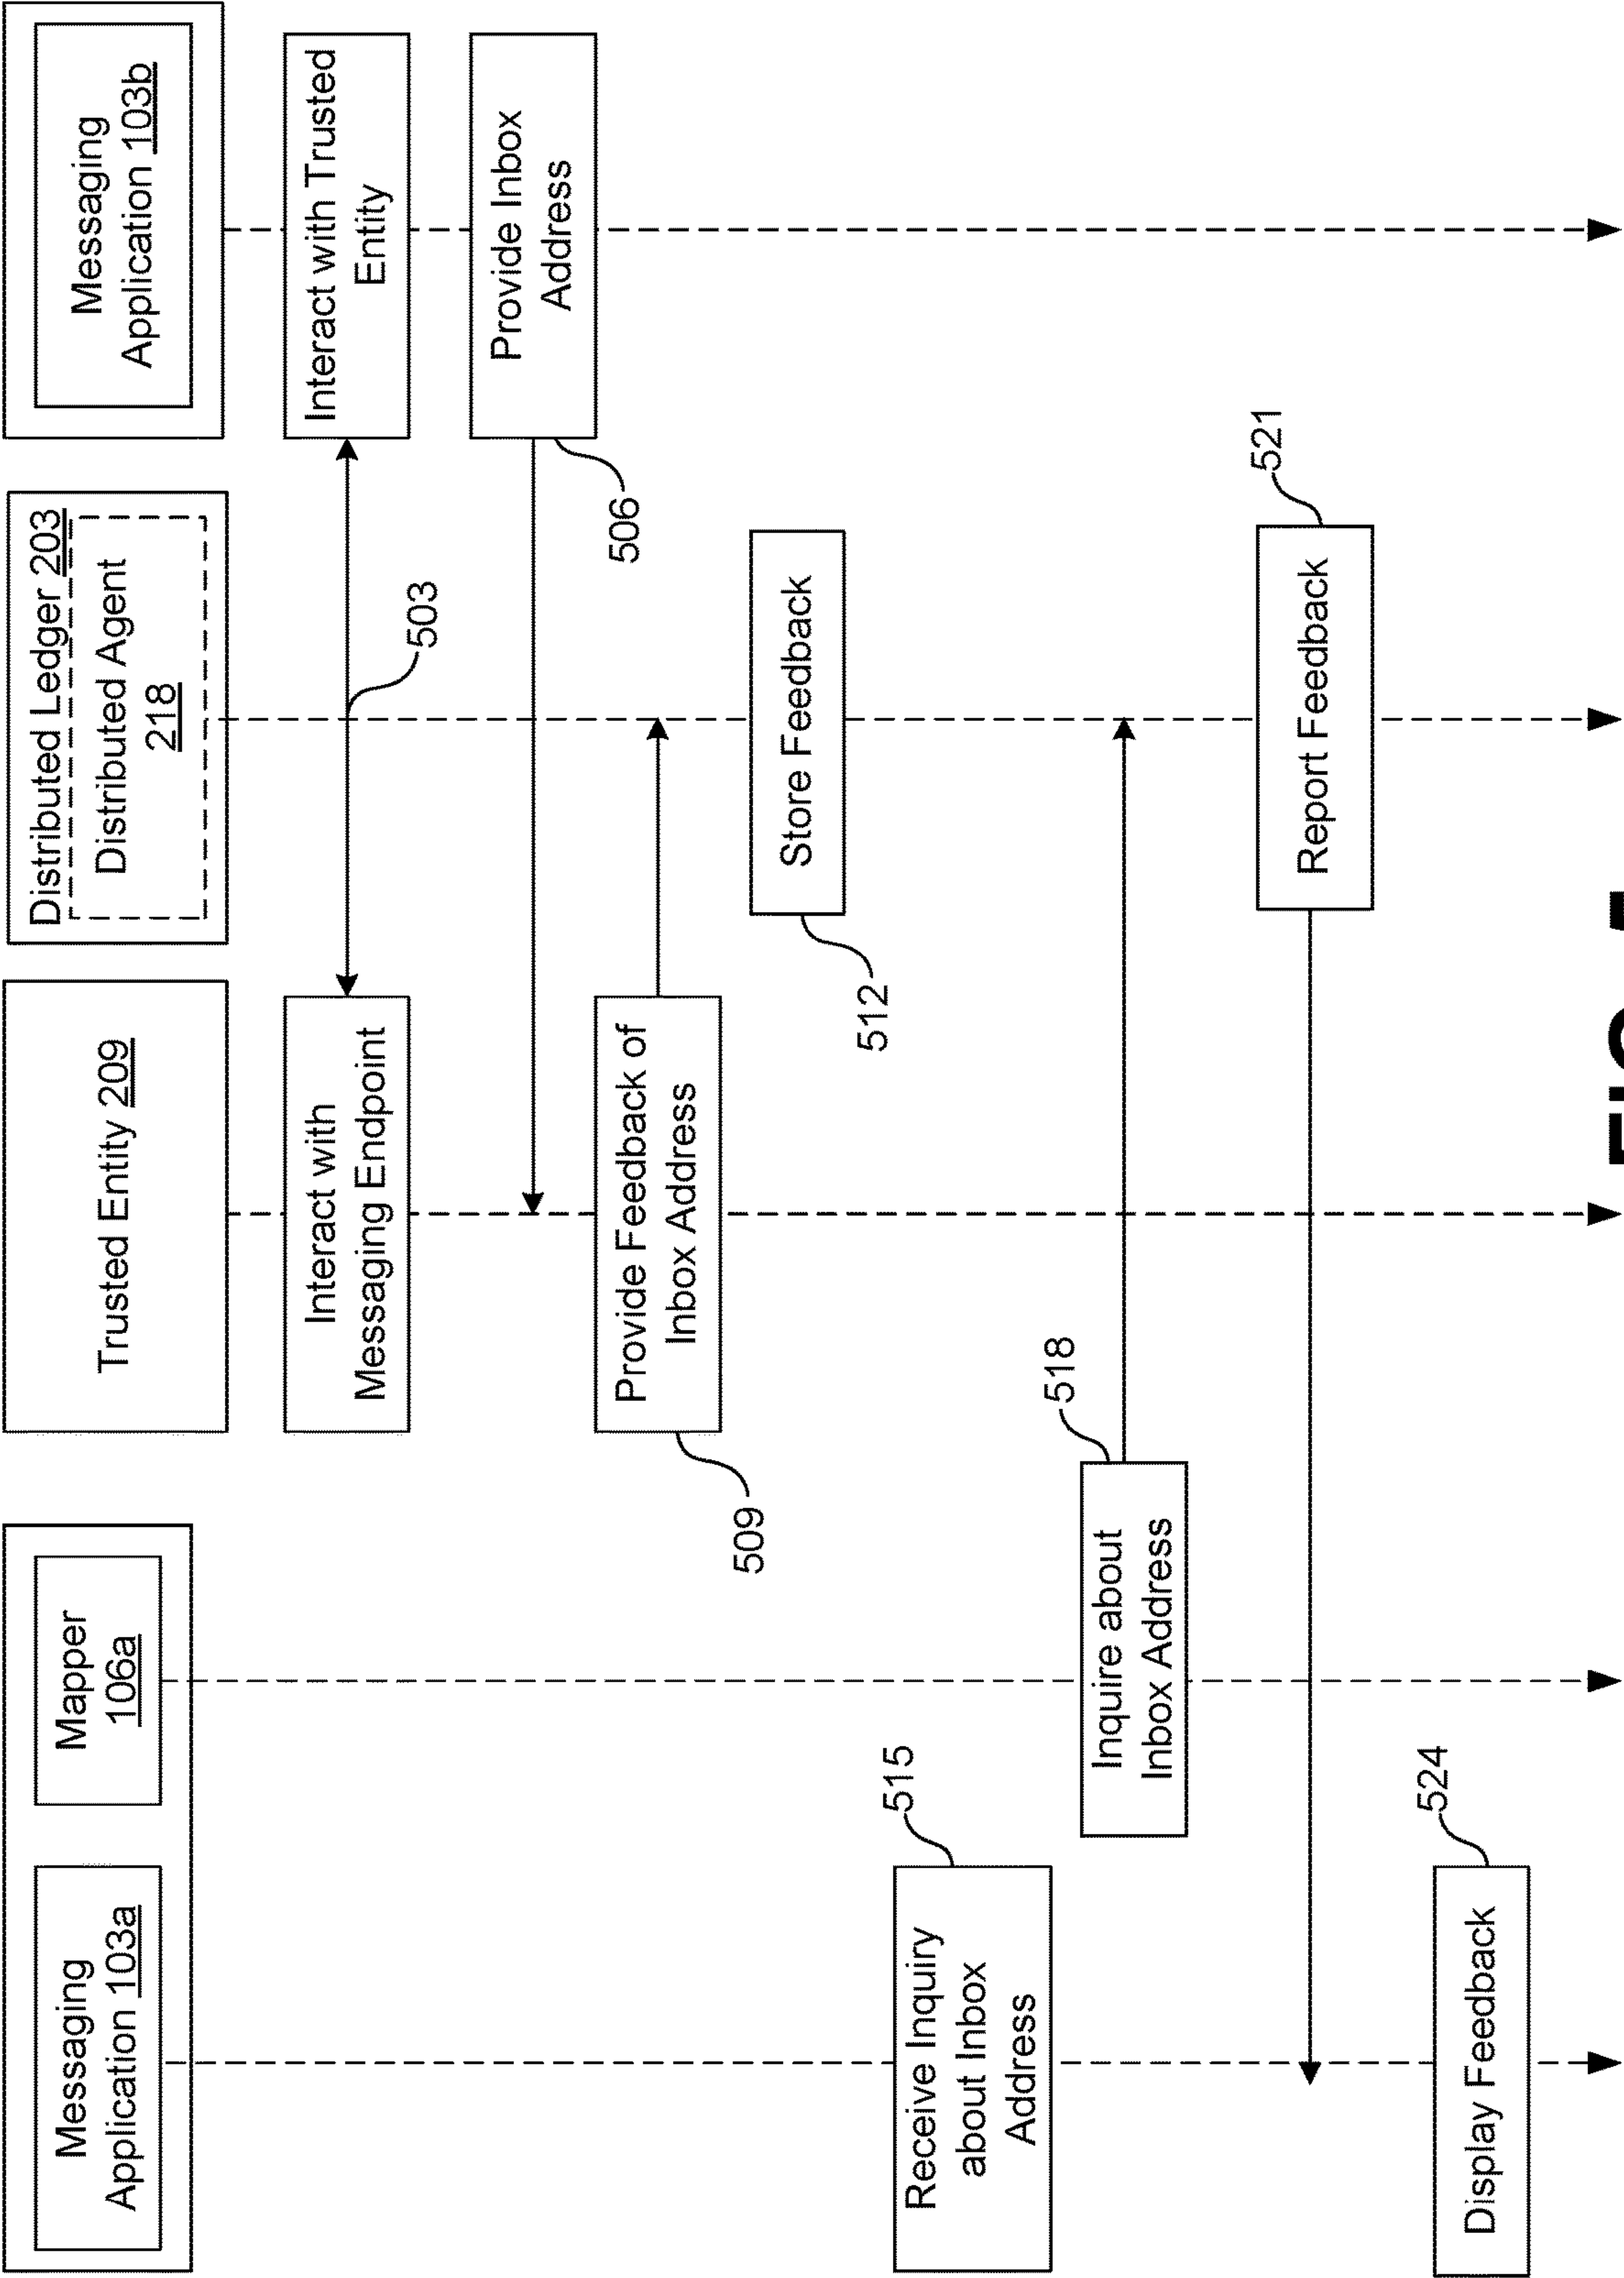 Messaging
Application 103a
Mapper
106a
Trusted Entity 209
Distributed Ledger 203
Distributed Agent
218
Messaging
Application 103b
Interact with
Messaging Endpoint
503
Interact with Trusted
Entity
Provide Inbox
Address
506
509
Provide Feedback of
Inbox Address
512
Store Feedback
Receive Inquiry
about Inbox
Address
515
Inquire about
Inbox Address
518
Report Feedback
521
Display Feedback
524